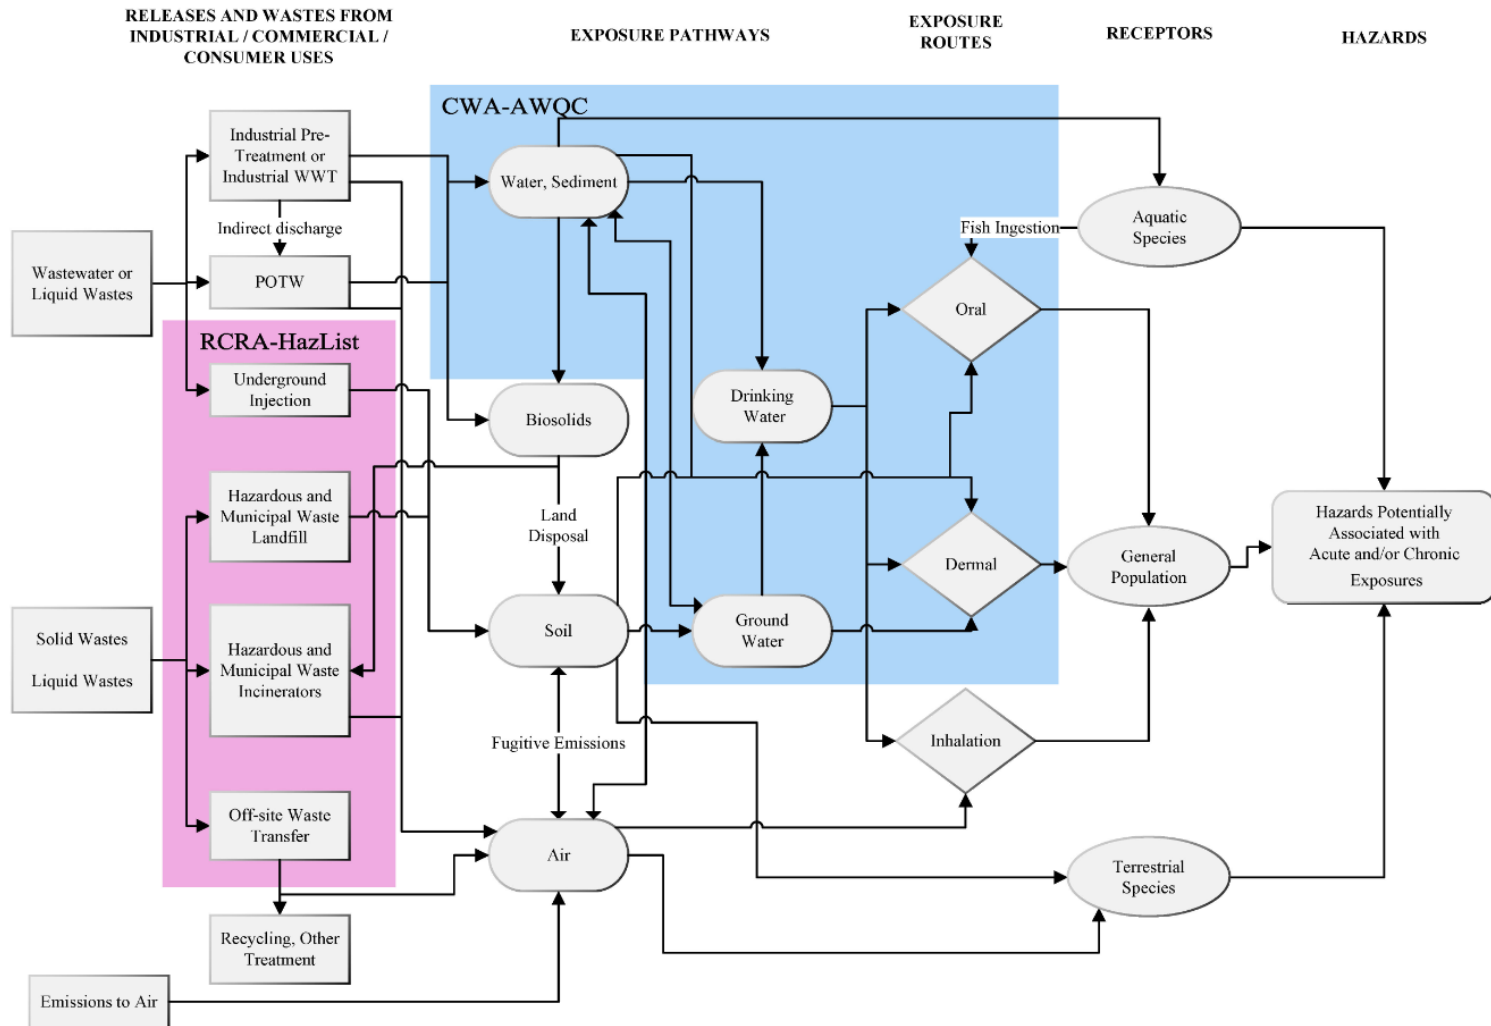 RELEASES AND WASTES FROM
INDUSTRIAL / COMMERCIAL /
CONSUMER USES
EXPOSURE PATHWAYS
EXPOSURE
ROUTES
RECEPTORS
HAZARDS
CWA-AWQC
Industrial Pre-
Treatment or
Industrial WWT
Water, Sediment
Indirect discharge
Aquatic
Species
Fish Ingestion
Wastewater or
Liquid Wastes
POTW
Oral
RCRA-HazList
Underground
Injection
Biosolids
Drinking
Water
Hazardous and
Municipal Waste
Landfill
Land
Disposal
Hazards Potentially
Associated with
Acute and/or Chronic
Exposures
Dermal
General
Population
Solid Wastes
Liquid Wastes
Hazardous and
Municipal Waste
Incinerators
Soil
Ground
Water
Fugitive Emissions
Inhalation
Off-site Waste
Transfer
Air
Terrestrial
Species
Recycling, Other
Treatment
Emissions to Air